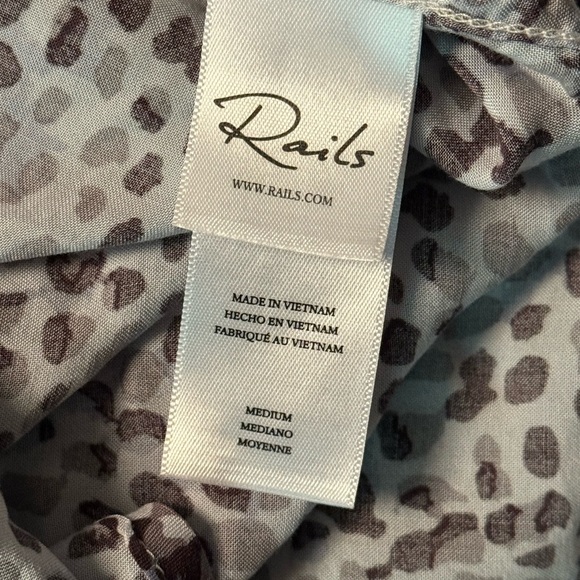 Rails
WWW.RAILS.COM
MADE IN VIETNAM
HECHO EN VIETNAM
FABRIQUÉ AU VIETNAM
MEDIUM
MEDIANO
MOYENNE